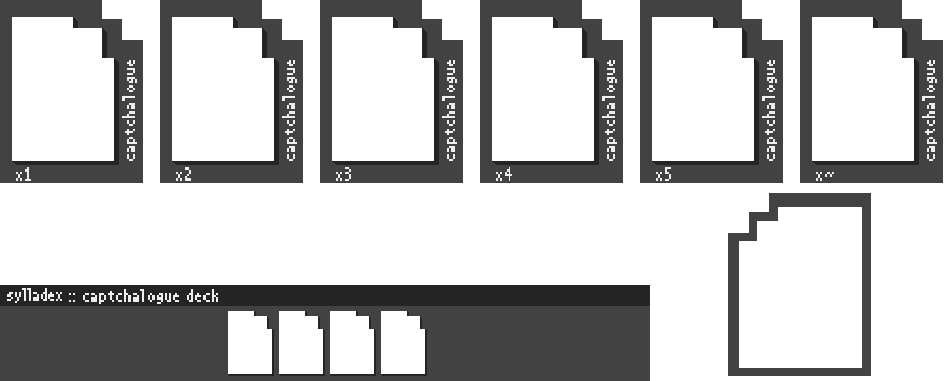 captchalogue
x1
captchalogue
x2
captchalogue
x3
captchalogue
x4
captchalogue
x5
captchalogue
x~
sylladex :: captchalogue deck